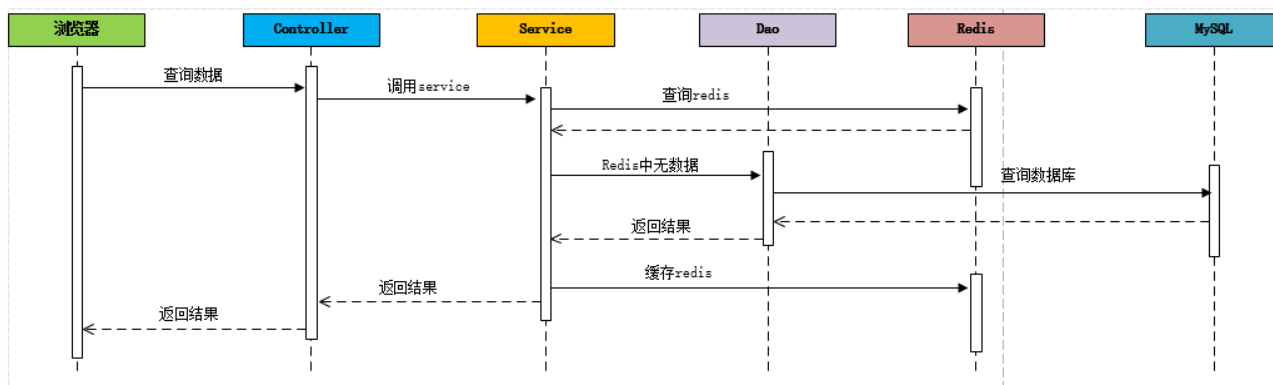 浏览器
Controller
Service
Dao
Redis
MySQL
查询数据
调用service
查询redis
Redis中无数据
查询数据库
返回结果
缓存redis
返回结果
返回结果